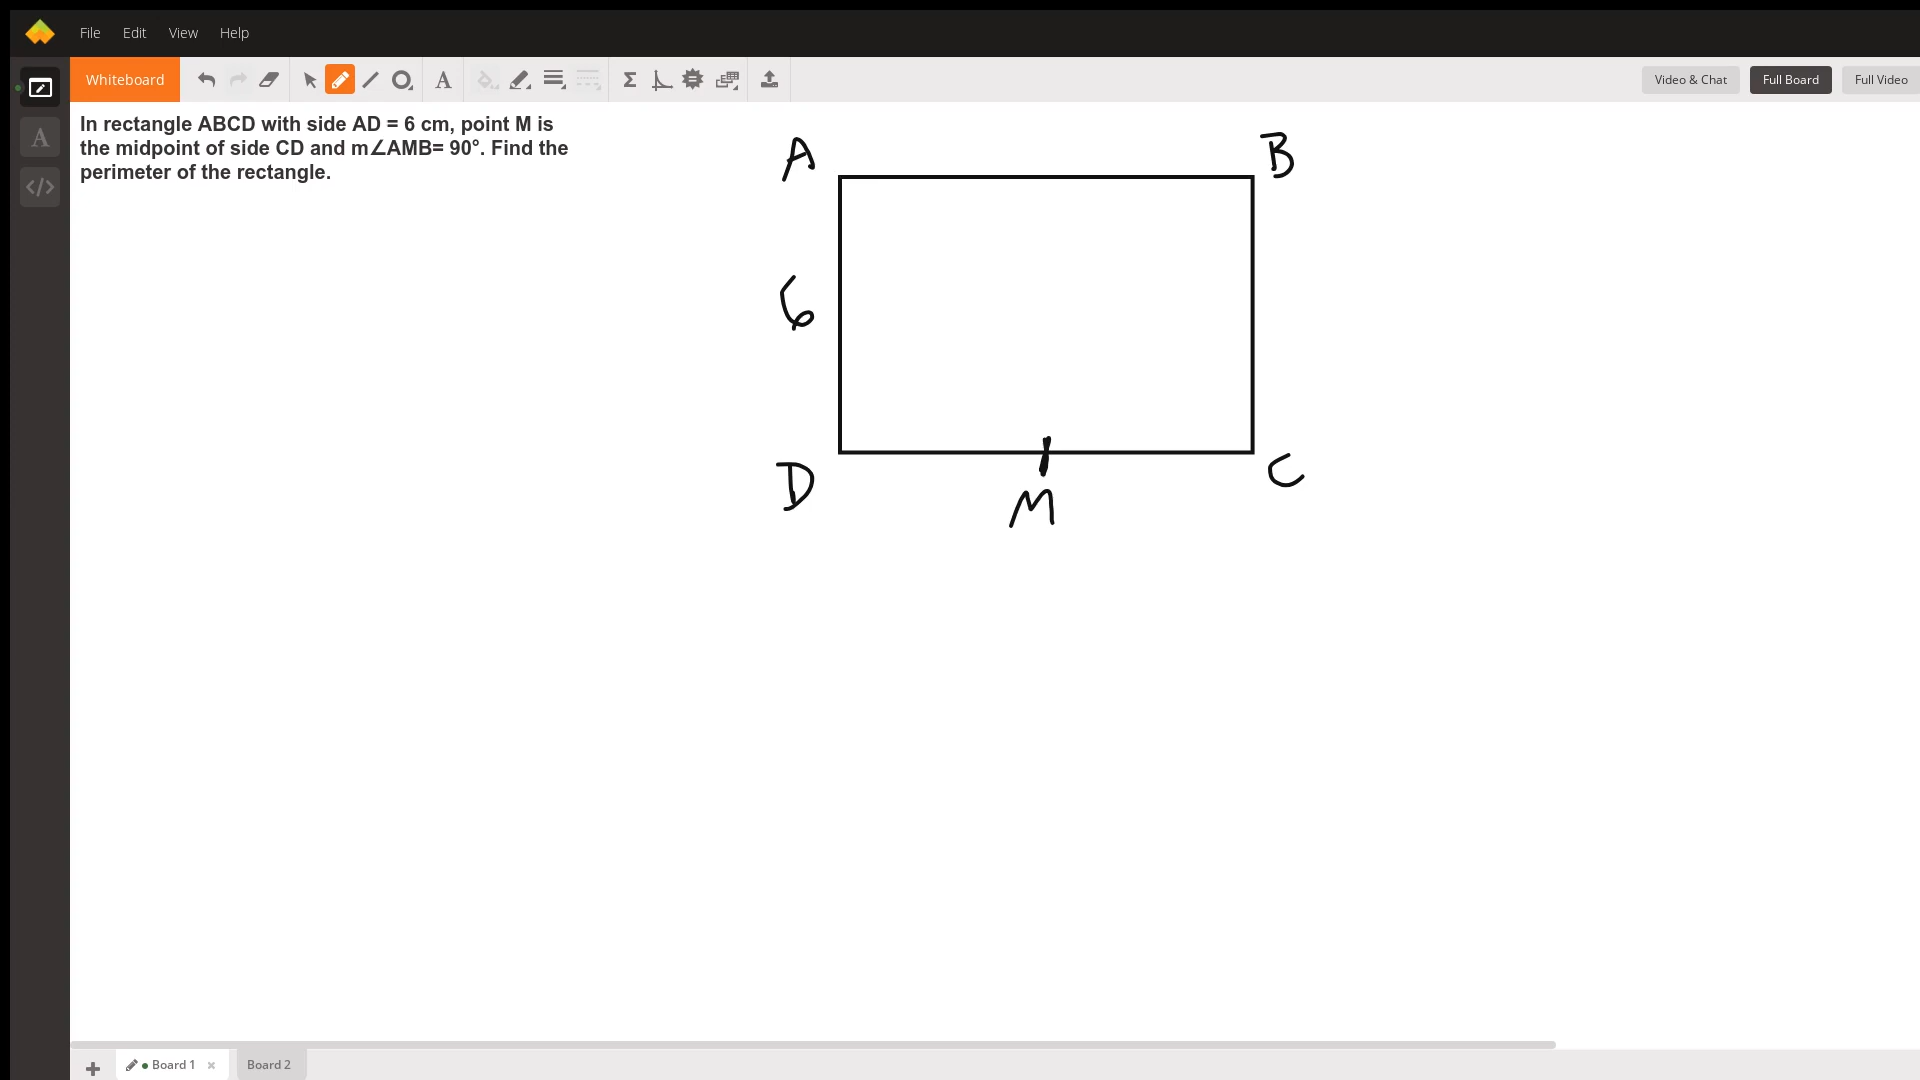 File Edit View Help
Whiteboard
A
Σ
Video & Chat Full Board Full Video
In rectangle ABCD with side AD = 6 cm, point M is
the midpoint of side CD and m∠AMB= 90°. Find the
perimeter of the rectangle.
A
</>
A B
6
D M C
Board 1 Board 2